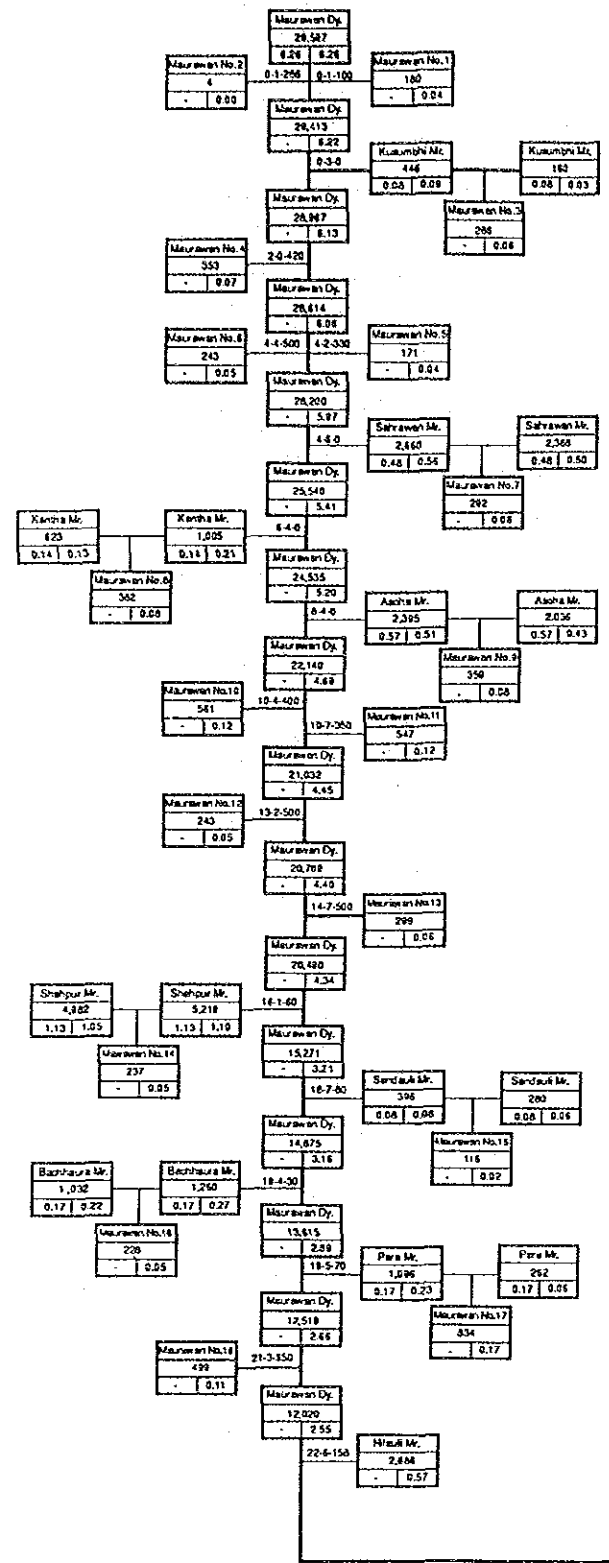 Maurawan Dy.
29,597
6.26 6.26
Maurawan No.2
4
- 0.00
0-1-266 0-1-100
Maurawan No.1
180
- 0.04
Maurawan Dy.
29,413
- 6.22
0-3-0
Kusumbhi Mr.
446
0.08 0.09
Kusumbhi Mr.
0.08 0.03
Maurawan No.3
- 0.06
Maurawan Dy.
28,967
- 6.13
Maurawan No.4
353
- 0.07
2-0-420
Maurawan Dy.
28,614
- 6.06
Maurawan No.6
243
- 0.05
4-4-500 4-2-330
Maurawan No.5
171
- 0.04
Maurawan Dy.
28,200
- 5.97
4-6-0
Sahrawan Mr.
2,660
0.48 0.56
Sahrawan Mr.
2,368
0.48 0.50
Maurawan No.7
292
- 0.06
Maurawan Dy.
25,540
- 5.41
Kantha Mr.
623
0.14 0.13
Kantha Mr.
1,005
0.14 0.21
6-4-0
Maurawan No.8
382
- 0.08
Maurawan Dy.
24,535
- 5.20
8-4-0
Asoha Mr.
2,395
0.57 0.51
Asoha Mr.
2,036
0.57 0.43
Maurawan No.9
359
- 0.08
Maurawan Dy.
22,140
- 4.69
Maurawan No.10
561
- 0.12
10-4-400
10-7-350
Maurawan No.11
547
- 0.12
Maurawan Dy.
21,032
- 4.45
Maurawan No.12
243
- 0.05
13-2-500
Maurawan Dy.
20,789
- 4.40
14-7-500
Maurawan No.13
299
- 0.06
Maurawan Dy.
20,490
- 4.34
Shahpur Mr.
4,982
1.13 1.05
Shahpur Mr.
5,219
1.13 1.10
16-1-60
Maurawan No.14
237
- 0.05
Maurawan Dy.
15,271
- 3.21
16-7-80
Sandauli Mr.
396
0.08 0.08
Sandauli Mr.
280
0.08 0.06
Maurawan No.15
116
- 0.02
Maurawan Dy.
14,875
- 3.16
Bachhaura Mr.
1,032
0.17 0.22
Bachhaura Mr.
1,260
0.17 0.27
18-4-30
Maurawan No.16
228
- 0.05
Maurawan Dy.
13,615
- 2.89
19-5-70
Para Mr.
1,096
0.17 0.23
Para Mr.
262
0.17 0.06
Maurawan No.17
834
- 0.17
Maurawan Dy.
12,519
- 2.66
Maurawan No.18
499
- 0.11
Maurawan Dy.
12,020
- 2.55
22-6-158
Hilauli Mr.
- 0.57